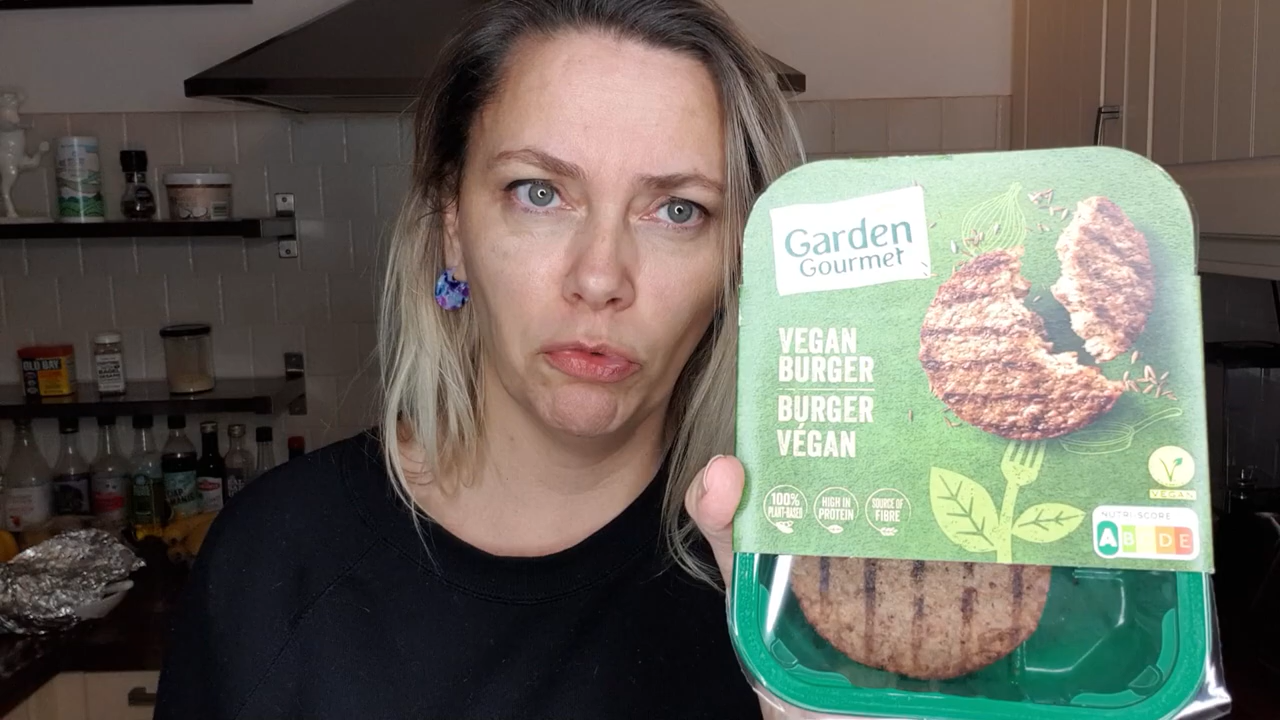 OLD BAY
Garden
Gourmet
VEGAN
BURGER
BURGER
VÉGAN
100%
PLANT-BASED
HIGH IN
PROTEIN
SOURCE OF
FIBRE
VEGAN
NUTRI-SCORE
A B D E